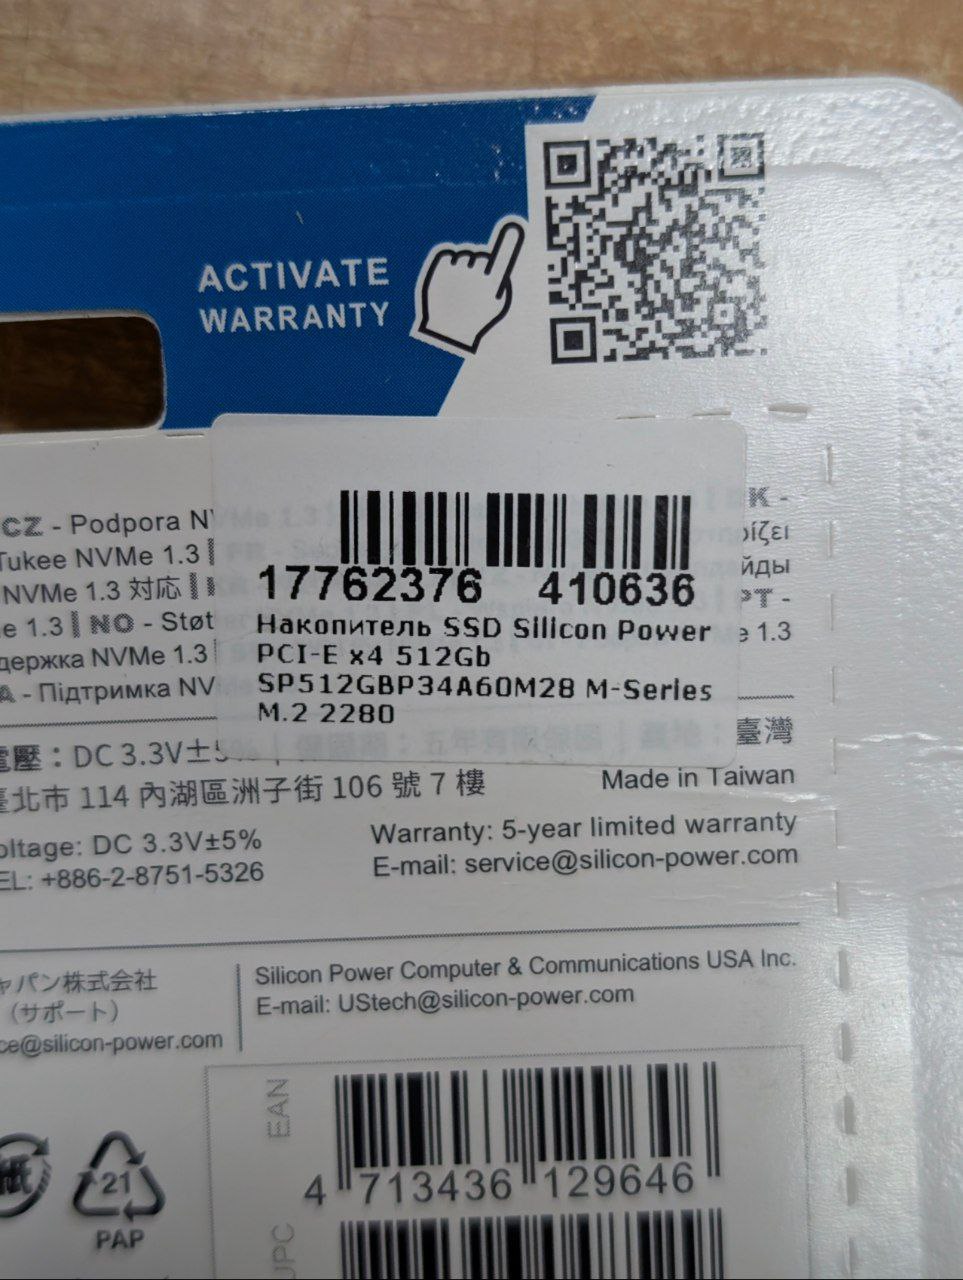 ACTIVATE
WARRANTY
17762376 410636
Накопитель SSD Silicon Power
PCI-E x4 512Gb
SP512GBP34A60M28 M-Series
M.2 2280
CZ - Podpora NV
K -
Tukee NVMe 1.3
ρίζει
NVMe 1.3 対応
йды
e 1.3 | NO - Støt
PT -
держка NVMe 1.3
e 1.3
A - Підтримка NV
電壓：DC 3.3V±5%
臺灣
臺北市 114 內湖區洲子街 106 號 7 樓
Made in Taiwan
oltage: DC 3.3V±5%
Warranty: 5-year limited warranty
EL: +886-2-8751-5326
E-mail: service@silicon-power.com
ャパン株式会社
（サポート）
ce@silicon-power.com
Silicon Power Computer & Communications USA Inc.
E-mail: UStech@silicon-power.com
EAN
4 713436 129646
UPC
21
PAP